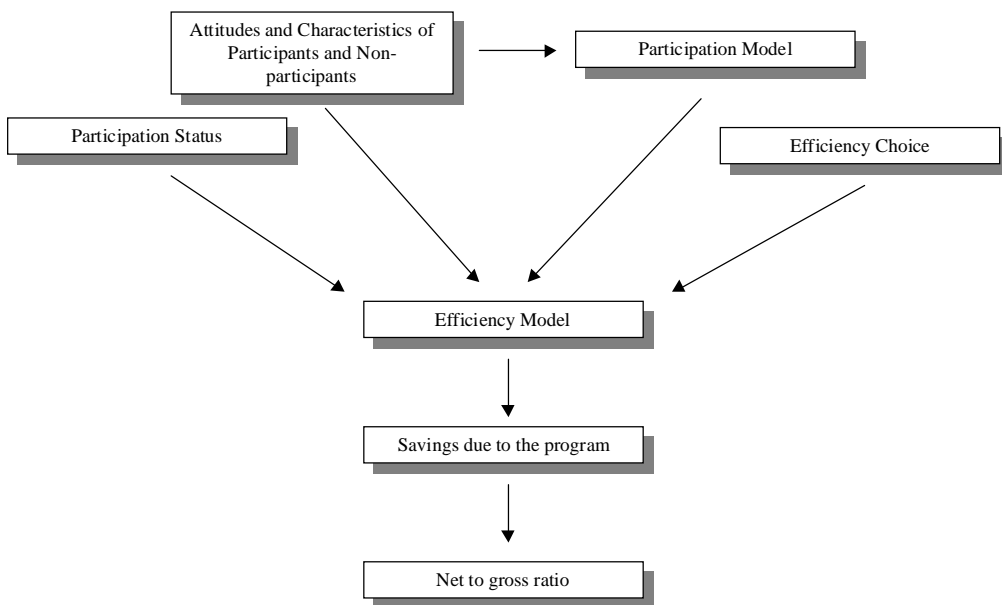 Attitudes and Characteristics of
Participants and Non-
participants
Participation Model
Participation Status
Efficiency Choice
Efficiency Model
Savings due to the program
Net to gross ratio